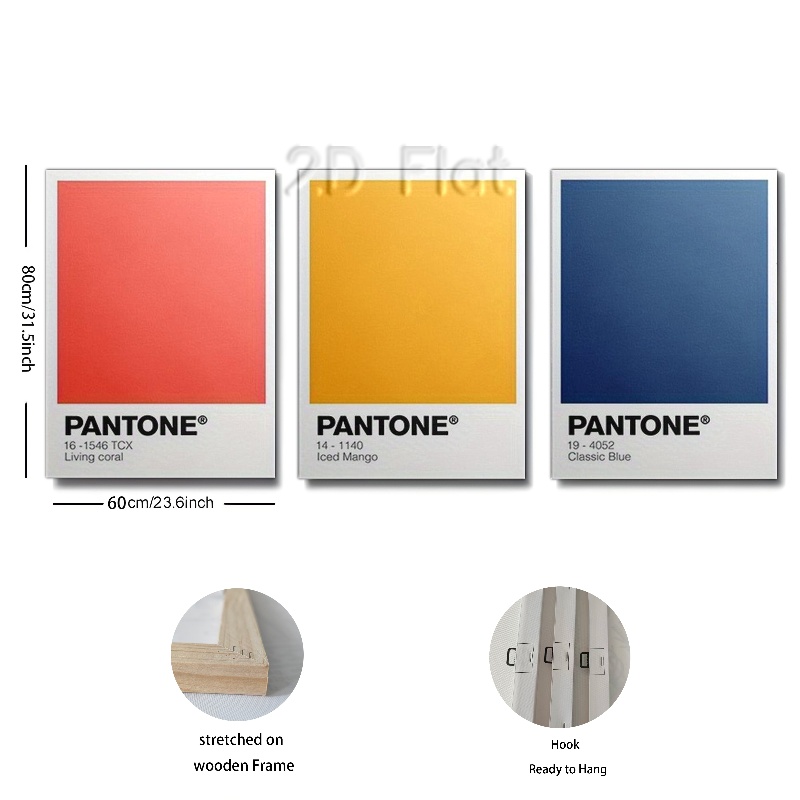 2D Flat
80cm/31.5inch
PANTONE®
16 -1546 TCX
Living coral
PANTONE®
14 - 1140
Iced Mango
PANTONE®
19 - 4052
Classic Blue
60cm/23.6inch
stretched on
wooden Frame
Hook
Ready to Hang